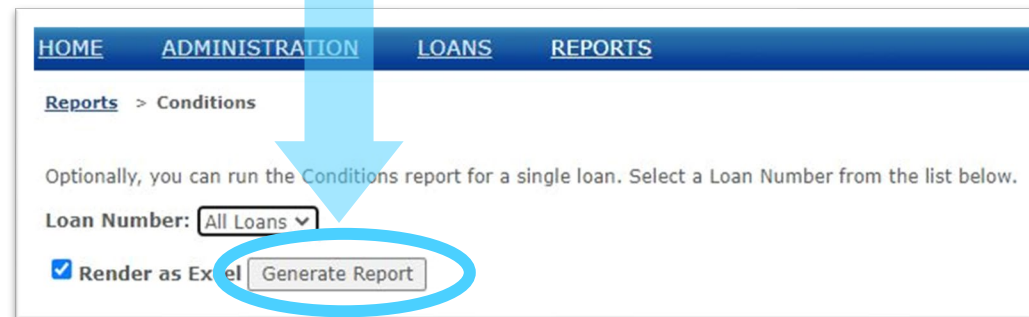 HOME ADMINISTRATION LOANS REPORTS
Reports > Conditions
Optionally, you can run the Conditions report for a single loan. Select a Loan Number from the list below.
Loan Number: All Loans
Render as Excel Generate Report